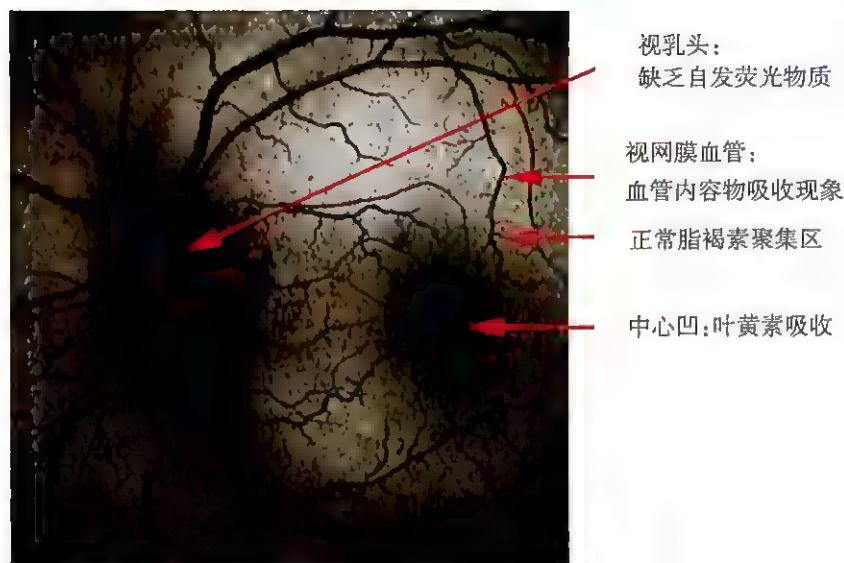 视乳头：
缺乏自发荧光物质
视网膜血管；
血管内容物吸收现象
正常脂褐素聚集区
中心凹：叶黄素吸收